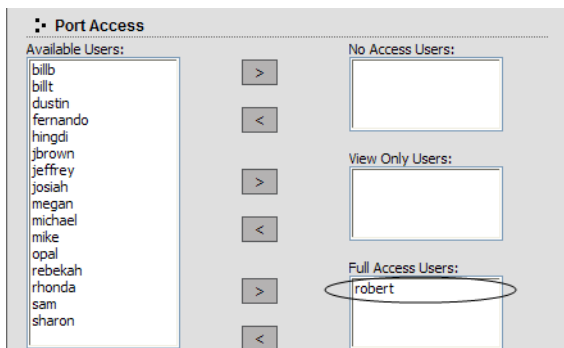 Port Access
Available Users:
billb
billt
dustin
fernando
hingdi
jbrown
jeffrey
josiah
megan
michael
mike
opal
rebekah
rhonda
sam
sharon
>
<
>
<
>
<
No Access Users:
View Only Users:
Full Access Users:
robert